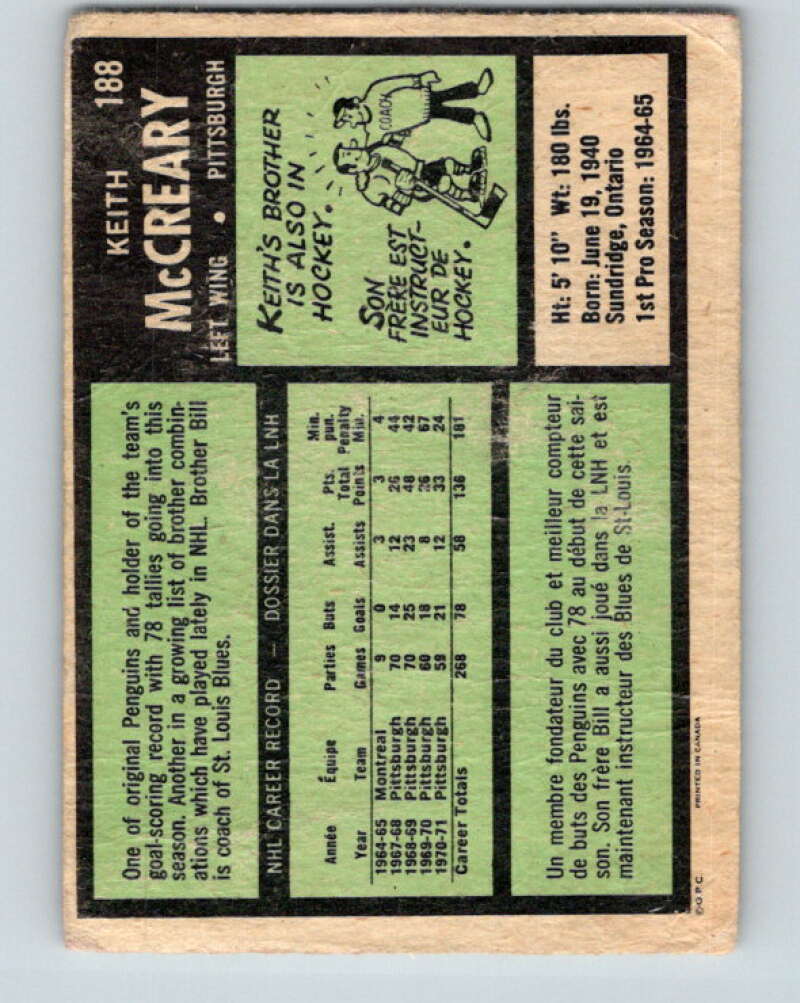 KEITH 188
McCREARY
LEFT WING • PITTSBURGH
One of original Penguins and holder of the team's
goal-scoring record with 78 tallies going into this
season. Another in a growing list of brother combin-
ations which have played lately in NHL. Brother Bill
is coach of St. Louis Blues.
KEITH'S BROTHER
IS ALSO IN
HOCKEY.
COACH
SON
FRÈRE EST
INSTRUCT-
EUR DE
HOCKEY.
NHL CAREER RECORD — DOSSIER DANS LA LNH
Min.
Pts. pun.
Année Équipe Parties Buts Assist. Total Penalty
Year Team Games Goals Assists Points Min.
1964-65 Montreal 9 0 3 3 4
1967-68 Pittsburgh 70 14 12 26 44
1968-69 Pittsburgh 70 25 23 48 42
1969-70 Pittsburgh 60 18 8 26 67
1970-71 Pittsburgh 59 21 12 33 24
Career Totals 268 78 58 136 181
Ht: 5' 10" Wt: 180 lbs.
Born: June 19, 1940
Sundridge, Ontario
1st Pro Season: 1964-65
Un membre fondateur du club et meilleur compteur
de buts des Penguins avec 78 au début de cette sai-
son. Son frère Bill a aussi joué dans la LNH et est
maintenant instructeur des Blues de St-Louis.
©O.P.C. PRINTED IN CANADA